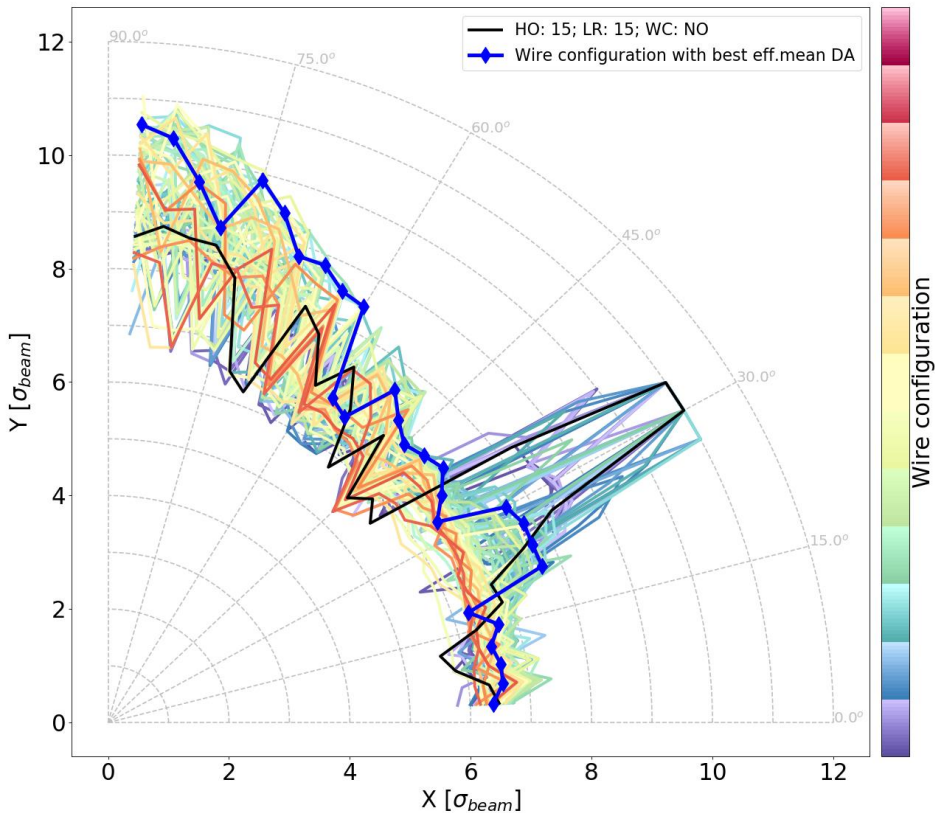 HO: 15; LR: 15; WC: NO
Wire configuration with best eff.mean DA
90.0°
75.0°
60.0°
45.0°
30.0°
15.0°
0.0°
12
10
8
6
4
2
0
Y [σbeam]
0 2 4 6 8 10 12
X [σbeam]
Wire configuration